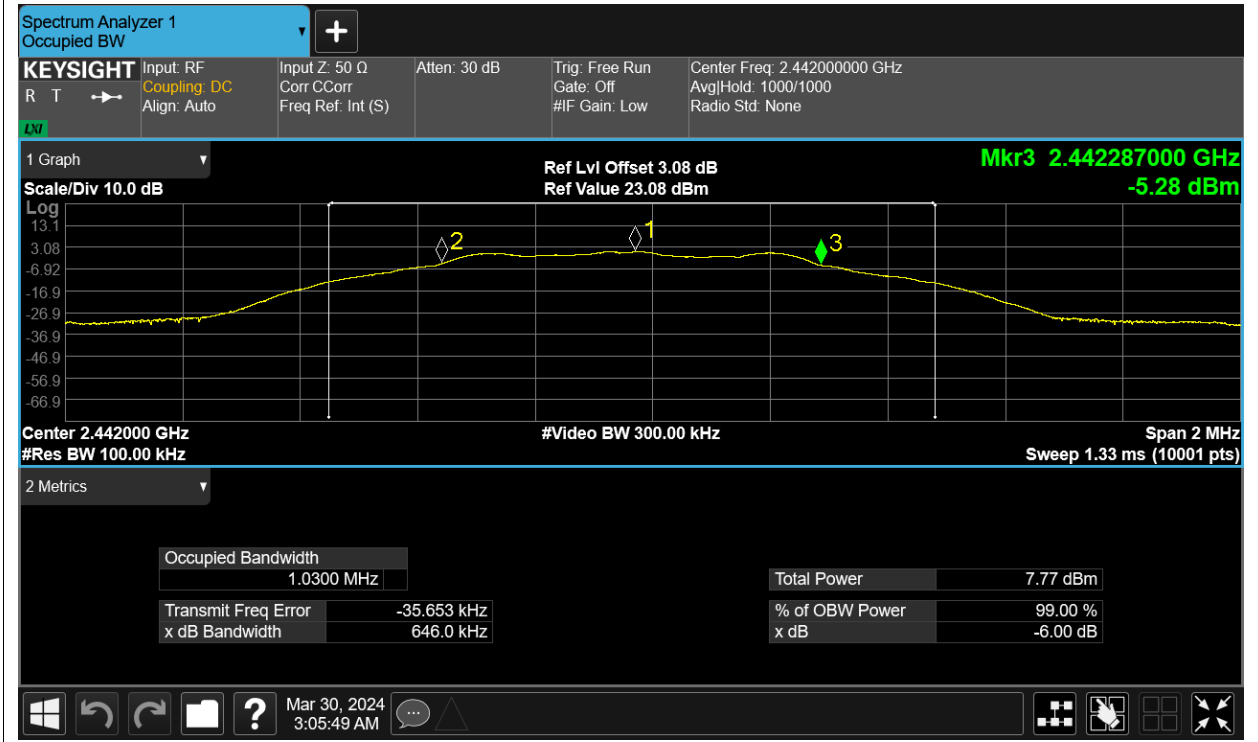 Spectrum Analyzer 1
Occupied BW
KEYSIGHT Input: RF Input Z: 50 Ω Atten: 30 dB Trig: Free Run Center Freq: 2.442000000 GHz
R T Coupling: DC Corr CCorr Gate: Off Avg|Hold: 1000/1000
Align: Auto Freq Ref: Int (S) #IF Gain: Low Radio Std: None
LXI
1 Graph Ref Lvl Offset 3.08 dB Mkr3 2.442287000 GHz
Scale/Div 10.0 dB Ref Value 23.08 dBm -5.28 dBm
Log
13.1
3.08
-6.92
-16.9
-26.9
-36.9
-46.9
-56.9
-66.9
2 1 3
Center 2.442000 GHz #Video BW 300.00 kHz Span 2 MHz
#Res BW 100.00 kHz Sweep 1.33 ms (10001 pts)
2 Metrics
Occupied Bandwidth
1.0300 MHz Total Power 7.77 dBm
Transmit Freq Error -35.653 kHz % of OBW Power 99.00 %
x dB Bandwidth 646.0 kHz x dB -6.00 dB
? Mar 30, 2024
3:05:49 AM